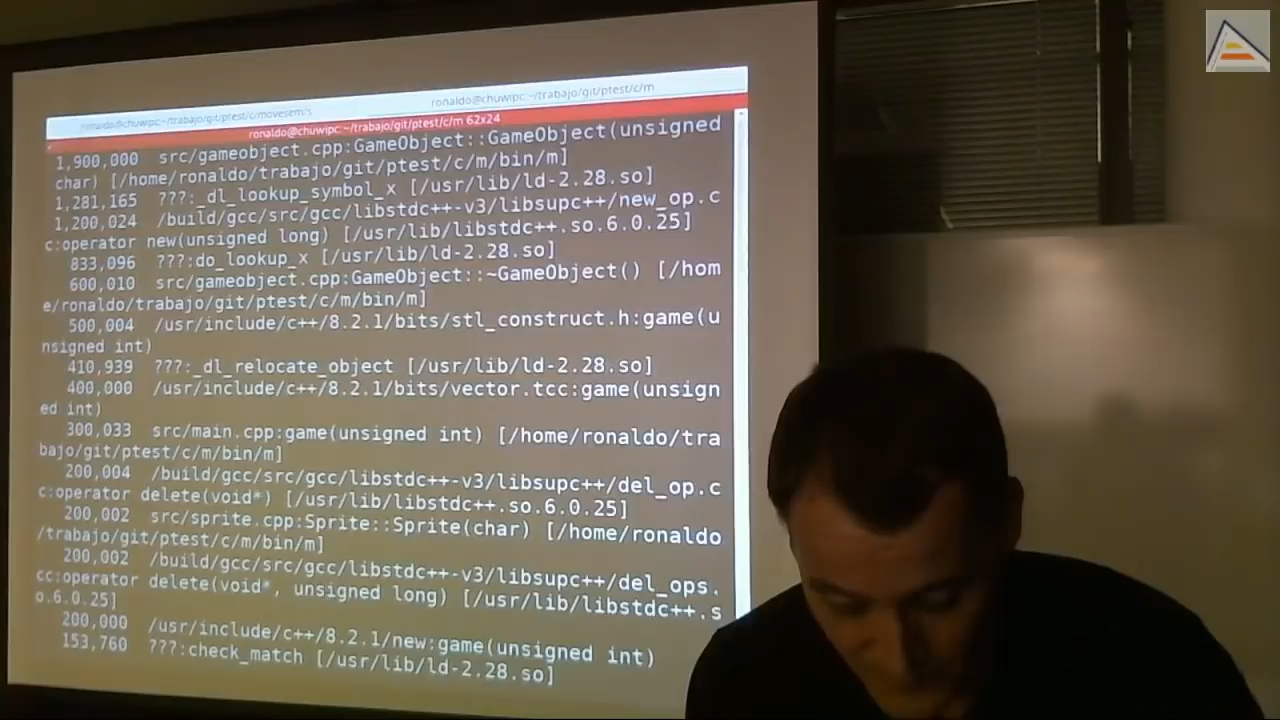 ronaldo@chuwipc:~/trabajo/git/ptest/c/movesem/s
ronaldo@chuwipc:~/trabajo/git/ptest/c/m
ronaldo@chuwipc:~/trabajo/git/ptest/c/m 62x24
1,900,000 src/gameobject.cpp:GameObject::GameObject(unsigned
char) [/home/ronaldo/trabajo/git/ptest/c/m/bin/m]
1,281,165 ???:_dl_lookup_symbol_x [/usr/lib/ld-2.28.so]
1,200,024 /build/gcc/src/gcc/libstdc++-v3/libsupc++/new_op.c
c:operator new(unsigned long) [/usr/lib/libstdc++.so.6.0.25]
833,096 ???:do_lookup_x [/usr/lib/ld-2.28.so]
600,010 src/gameobject.cpp:GameObject::~GameObject() [/hom
e/ronaldo/trabajo/git/ptest/c/m/bin/m]
500,004 /usr/include/c++/8.2.1/bits/stl_construct.h:game(u
nsigned int)
410,939 ???:_dl_relocate_object [/usr/lib/ld-2.28.so]
400,000 /usr/include/c++/8.2.1/bits/vector.tcc:game(unsign
ed int)
300,033 src/main.cpp:game(unsigned int) [/home/ronaldo/tra
bajo/git/ptest/c/m/bin/m]
200,004 /build/gcc/src/gcc/libstdc++-v3/libsupc++/del_op.c
c:operator delete(void*) [/usr/lib/libstdc++.so.6.0.25]
200,002 src/sprite.cpp:Sprite::Sprite(char) [/home/ronaldo
/trabajo/git/ptest/c/m/bin/m]
200,002 /build/gcc/src/gcc/libstdc++-v3/libsupc++/del_ops.
cc:operator delete(void*, unsigned long) [/usr/lib/libstdc++.s
o.6.0.25]
200,000 /usr/include/c++/8.2.1/new:game(unsigned int)
153,760 ???:check_match [/usr/lib/ld-2.28.so]